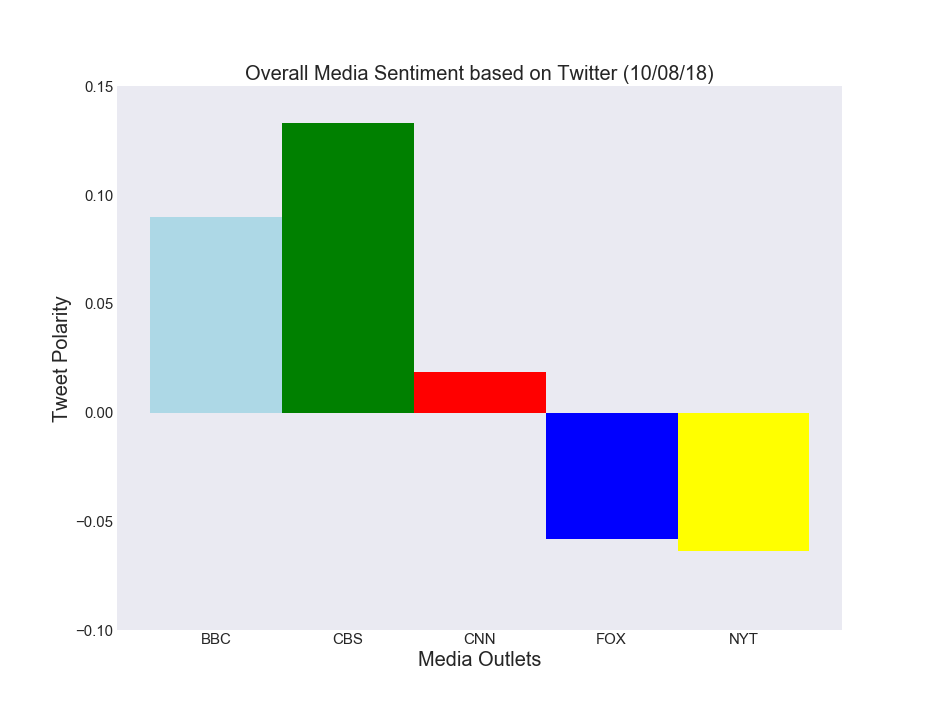 Overall Media Sentiment based on Twitter (10/08/18)
0.15
0.10
0.05
0.00
−0.05
−0.10
Tweet Polarity
BBC CBS CNN FOX NYT
Media Outlets